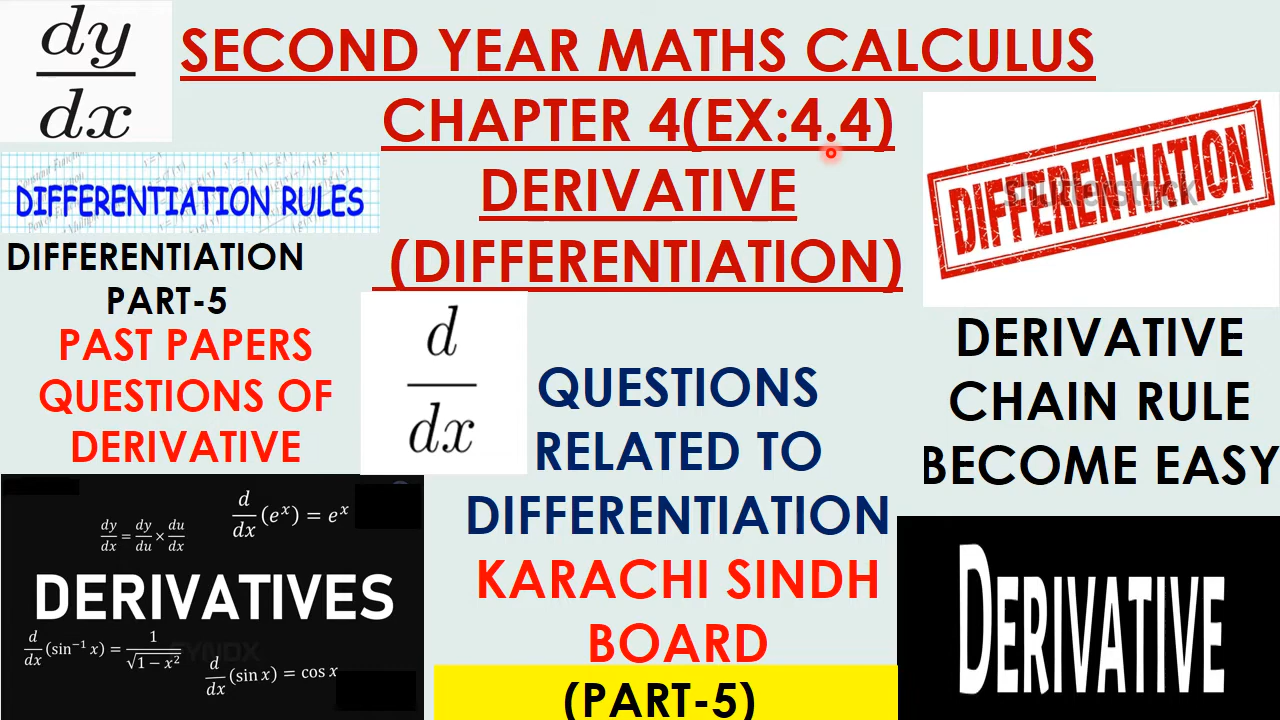 dy
dx
SECOND YEAR MATHS CALCULUS
CHAPTER 4(EX:4.4)
DERIVATIVE
(DIFFERENTIATION)
DIFFERENTIATION RULES
DIFFERENTIATION
PART-5
PAST PAPERS
QUESTIONS OF
DERIVATIVE
d
dx
QUESTIONS
RELATED TO
DIFFERENTIATION
KARACHI SINDH
BOARD
(PART-5)
DIFFERENTIATION
shutterstock
DERIVATIVE
CHAIN RULE
BECOME EASY
dy/dx = dy/du × du/dx
d/dx (eˣ) = eˣ
DERIVATIVES
d/dx (sin⁻¹ x) = 1/√(1 − x²)
d/dx (sin x) = cos x
DERIVATIVE